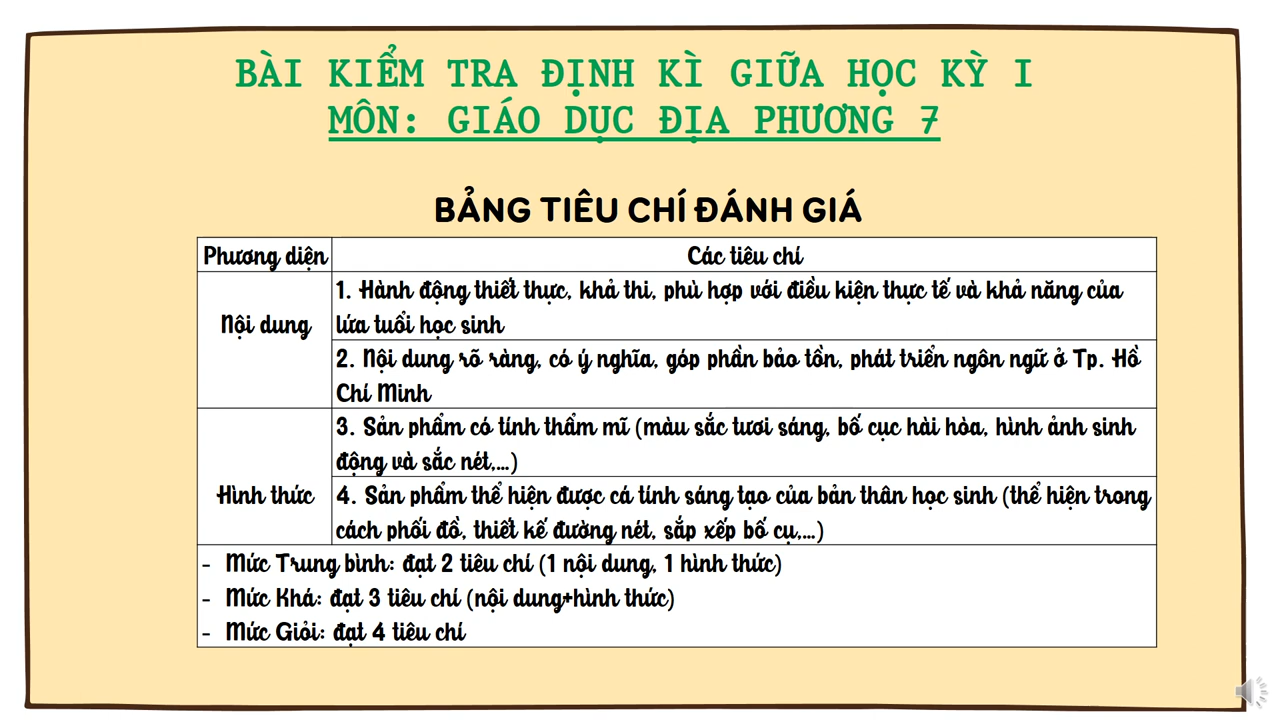 BÀI KIỂM TRA ĐỊNH KÌ GIỮA HỌC KỲ I
MÔN: GIÁO DỤC ĐỊA PHƯƠNG 7
BẢNG TIÊU CHÍ ĐÁNH GIÁ
Phương diện Các tiêu chí
Nội dung
1. Hành động thiết thực, khả thi, phù hợp với điều kiện thực tế và khả năng của
lứa tuổi học sinh
2. Nội dung rõ ràng, có ý nghĩa, góp phần bảo tồn, phát triển ngôn ngữ ở Tp. Hồ
Chí Minh
Hình thức
3. Sản phẩm có tính thẩm mĩ (màu sắc tươi sáng, bố cục hài hòa, hình ảnh sinh
động và sắc nét,...)
4. Sản phẩm thể hiện được cá tính sáng tạo của bản thân học sinh (thể hiện trong
cách phối đồ, thiết kế đường nét, sắp xếp bố cụ,...)
- Mức Trung bình: đạt 2 tiêu chí (1 nội dung, 1 hình thức)
- Mức Khá: đạt 3 tiêu chí (nội dung+hình thức)
- Mức Giỏi: đạt 4 tiêu chí